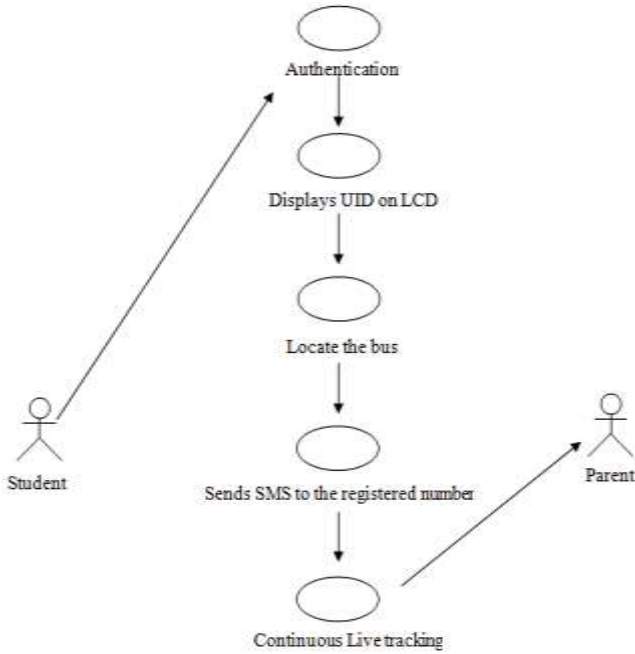 Authentication
Displays UID on LCD
Locate the bus
Student
Parent
Sends SMS to the registered number
Continuous Live tracking